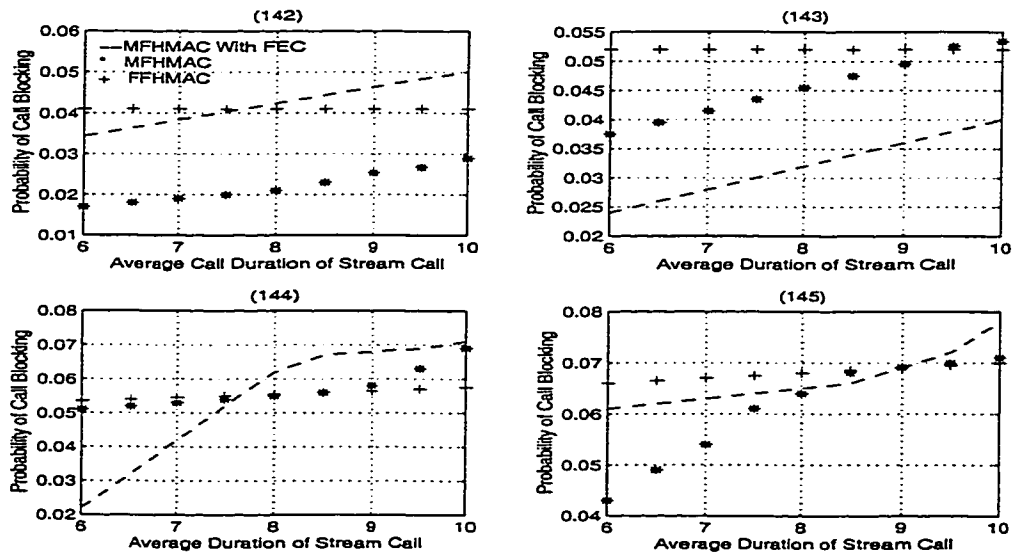 (142)
Probability of Call Blocking
0.06
0.05
0.04
0.03
0.02
0.01
MFHMAC With FEC
MFHMAC
FFHMAC
6 7 8 9 10
Average Call Duration of Stream Call
(143)
Probability of Call Blocking
0.055
0.05
0.045
0.04
0.035
0.03
0.025
0.02
6 7 8 9 10
Average Call Duration of Stream Call
(144)
Probability of Call Blocking
0.08
0.07
0.06
0.05
0.04
0.03
0.02
6 7 8 9 10
Average Duration of Stream Call
(145)
Probability of Call Blocking
0.08
0.07
0.06
0.05
0.04
6 7 8 9 10
Average Duration of Stream Call